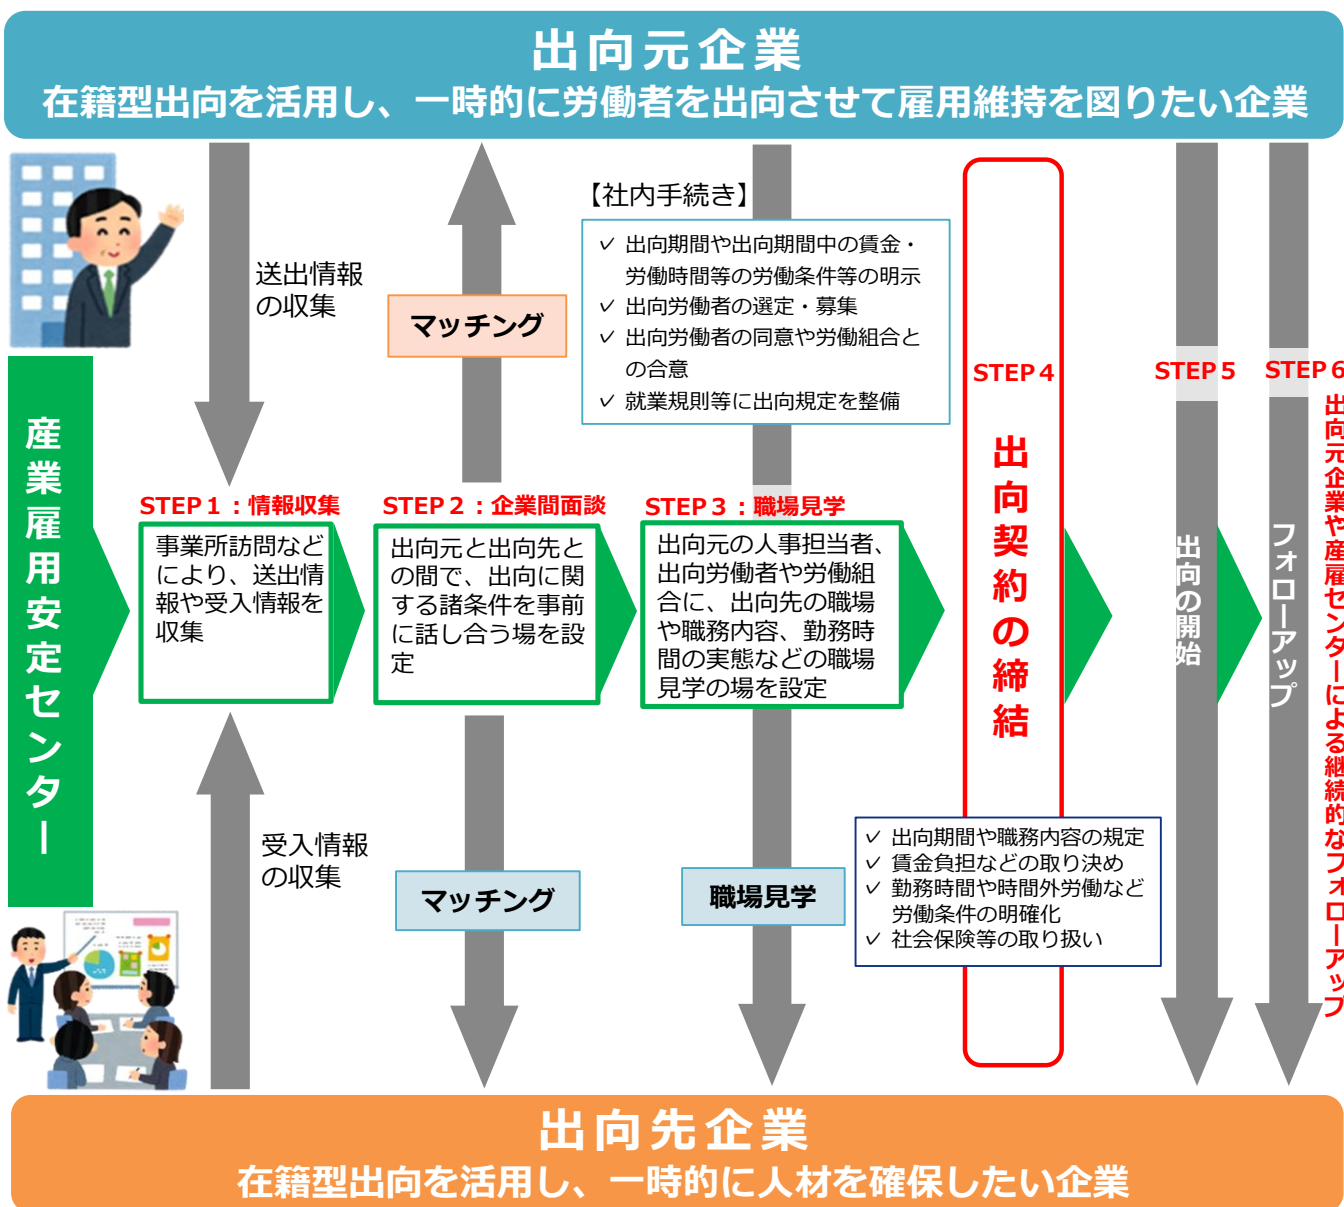 出向元企業
在籍型出向を活用し、一時的に労働者を出向させて雇用維持を図りたい企業
送出情報
の収集
マッチング
【社内手続き】
✓ 出向期間や出向期間中の賃金・
労働時間等の労働条件等の明示
✓ 出向労働者の選定・募集
✓ 出向労働者の同意や労働組合と
の合意
✓ 就業規則等に出向規定を整備
産業雇用安定センター
STEP1：情報収集
事業所訪問など
により、送出情
報や受入情報を
収集
STEP2：企業間面談
出向元と出向先と
の間で、出向に関
する諸条件を事前
に話し合う場を設
定
STEP3：職場見学
出向元の人事担当者、
出向労働者や労働組
合に、出向先の職場
や職務内容、勤務時
間の実態などの職場
見学の場を設定
STEP4
出向契約の締結
STEP5
出向の開始
STEP6
フォローアップ
出向元企業や産雇センターによる継続的なフォローアップ
受入情報
の収集
マッチング
職場見学
✓ 出向期間や職務内容の規定
✓ 賃金負担などの取り決め
✓ 勤務時間や時間外労働など
労働条件の明確化
✓ 社会保険等の取り扱い
出向先企業
在籍型出向を活用し、一時的に人材を確保したい企業